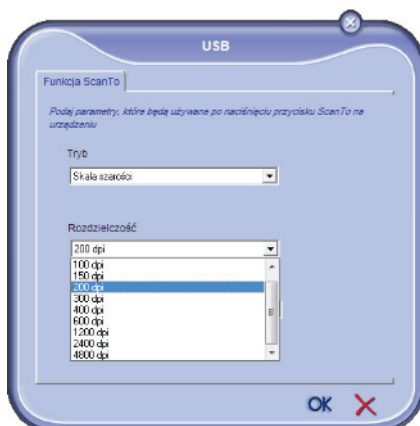 USB
Funkcja ScanTo
Podaj parametry, które będą używane po naciśnięciu przycisku ScanTo na
urządzeniu
Tryb
Skala szarości
Rozdzielczość
200 dpi
100 dpi
150 dpi
200 dpi
300 dpi
400 dpi
600 dpi
1200 dpi
2400 dpi
4800 dpi
OK